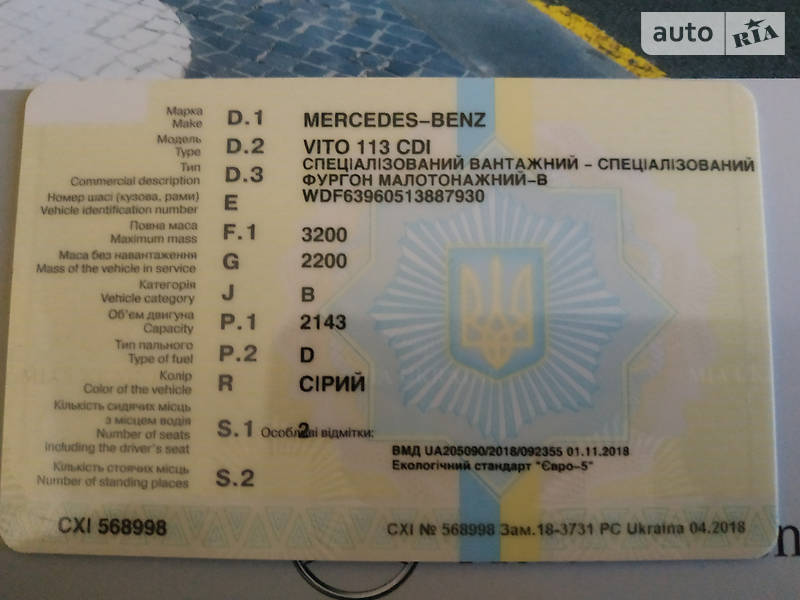 auto RIA
Марка D.1 MERCEDES-BENZ
Make
Модель D.2 VITO 113 CDI
Type
Тип D.3 СПЕЦІАЛІЗОВАНИЙ ВАНТАЖНИЙ - СПЕЦІАЛІЗОВАНИЙ
Commercial description ФУРГОН МАЛОТОНАЖНИЙ-В
Номер шасі (кузова, рами) E WDF63960513887930
Vehicle identification number
Повна маса F.1 3200
Maximum mass
Маса без навантаження G 2200
Mass of the vehicle in service
Категорія J B
Vehicle category
Об'єм двигуна P.1 2143
Capacity
Тип пального P.2 D
Type of fuel
Колір R СІРИЙ
Color of the vehicle
Кількість сидячих місць
з місцем водія S.1 2
Number of seats Особливі відмітки:
including the driver's seat
ВМД UA205090/2018/092355 01.11.2018
Екологічний стандарт "Євро-5"
Кількість стоячих місць S.2
Number of standing places
CXI 568998 CXI № 568998 Зам.18-3731 РС Ukraina 04.2018